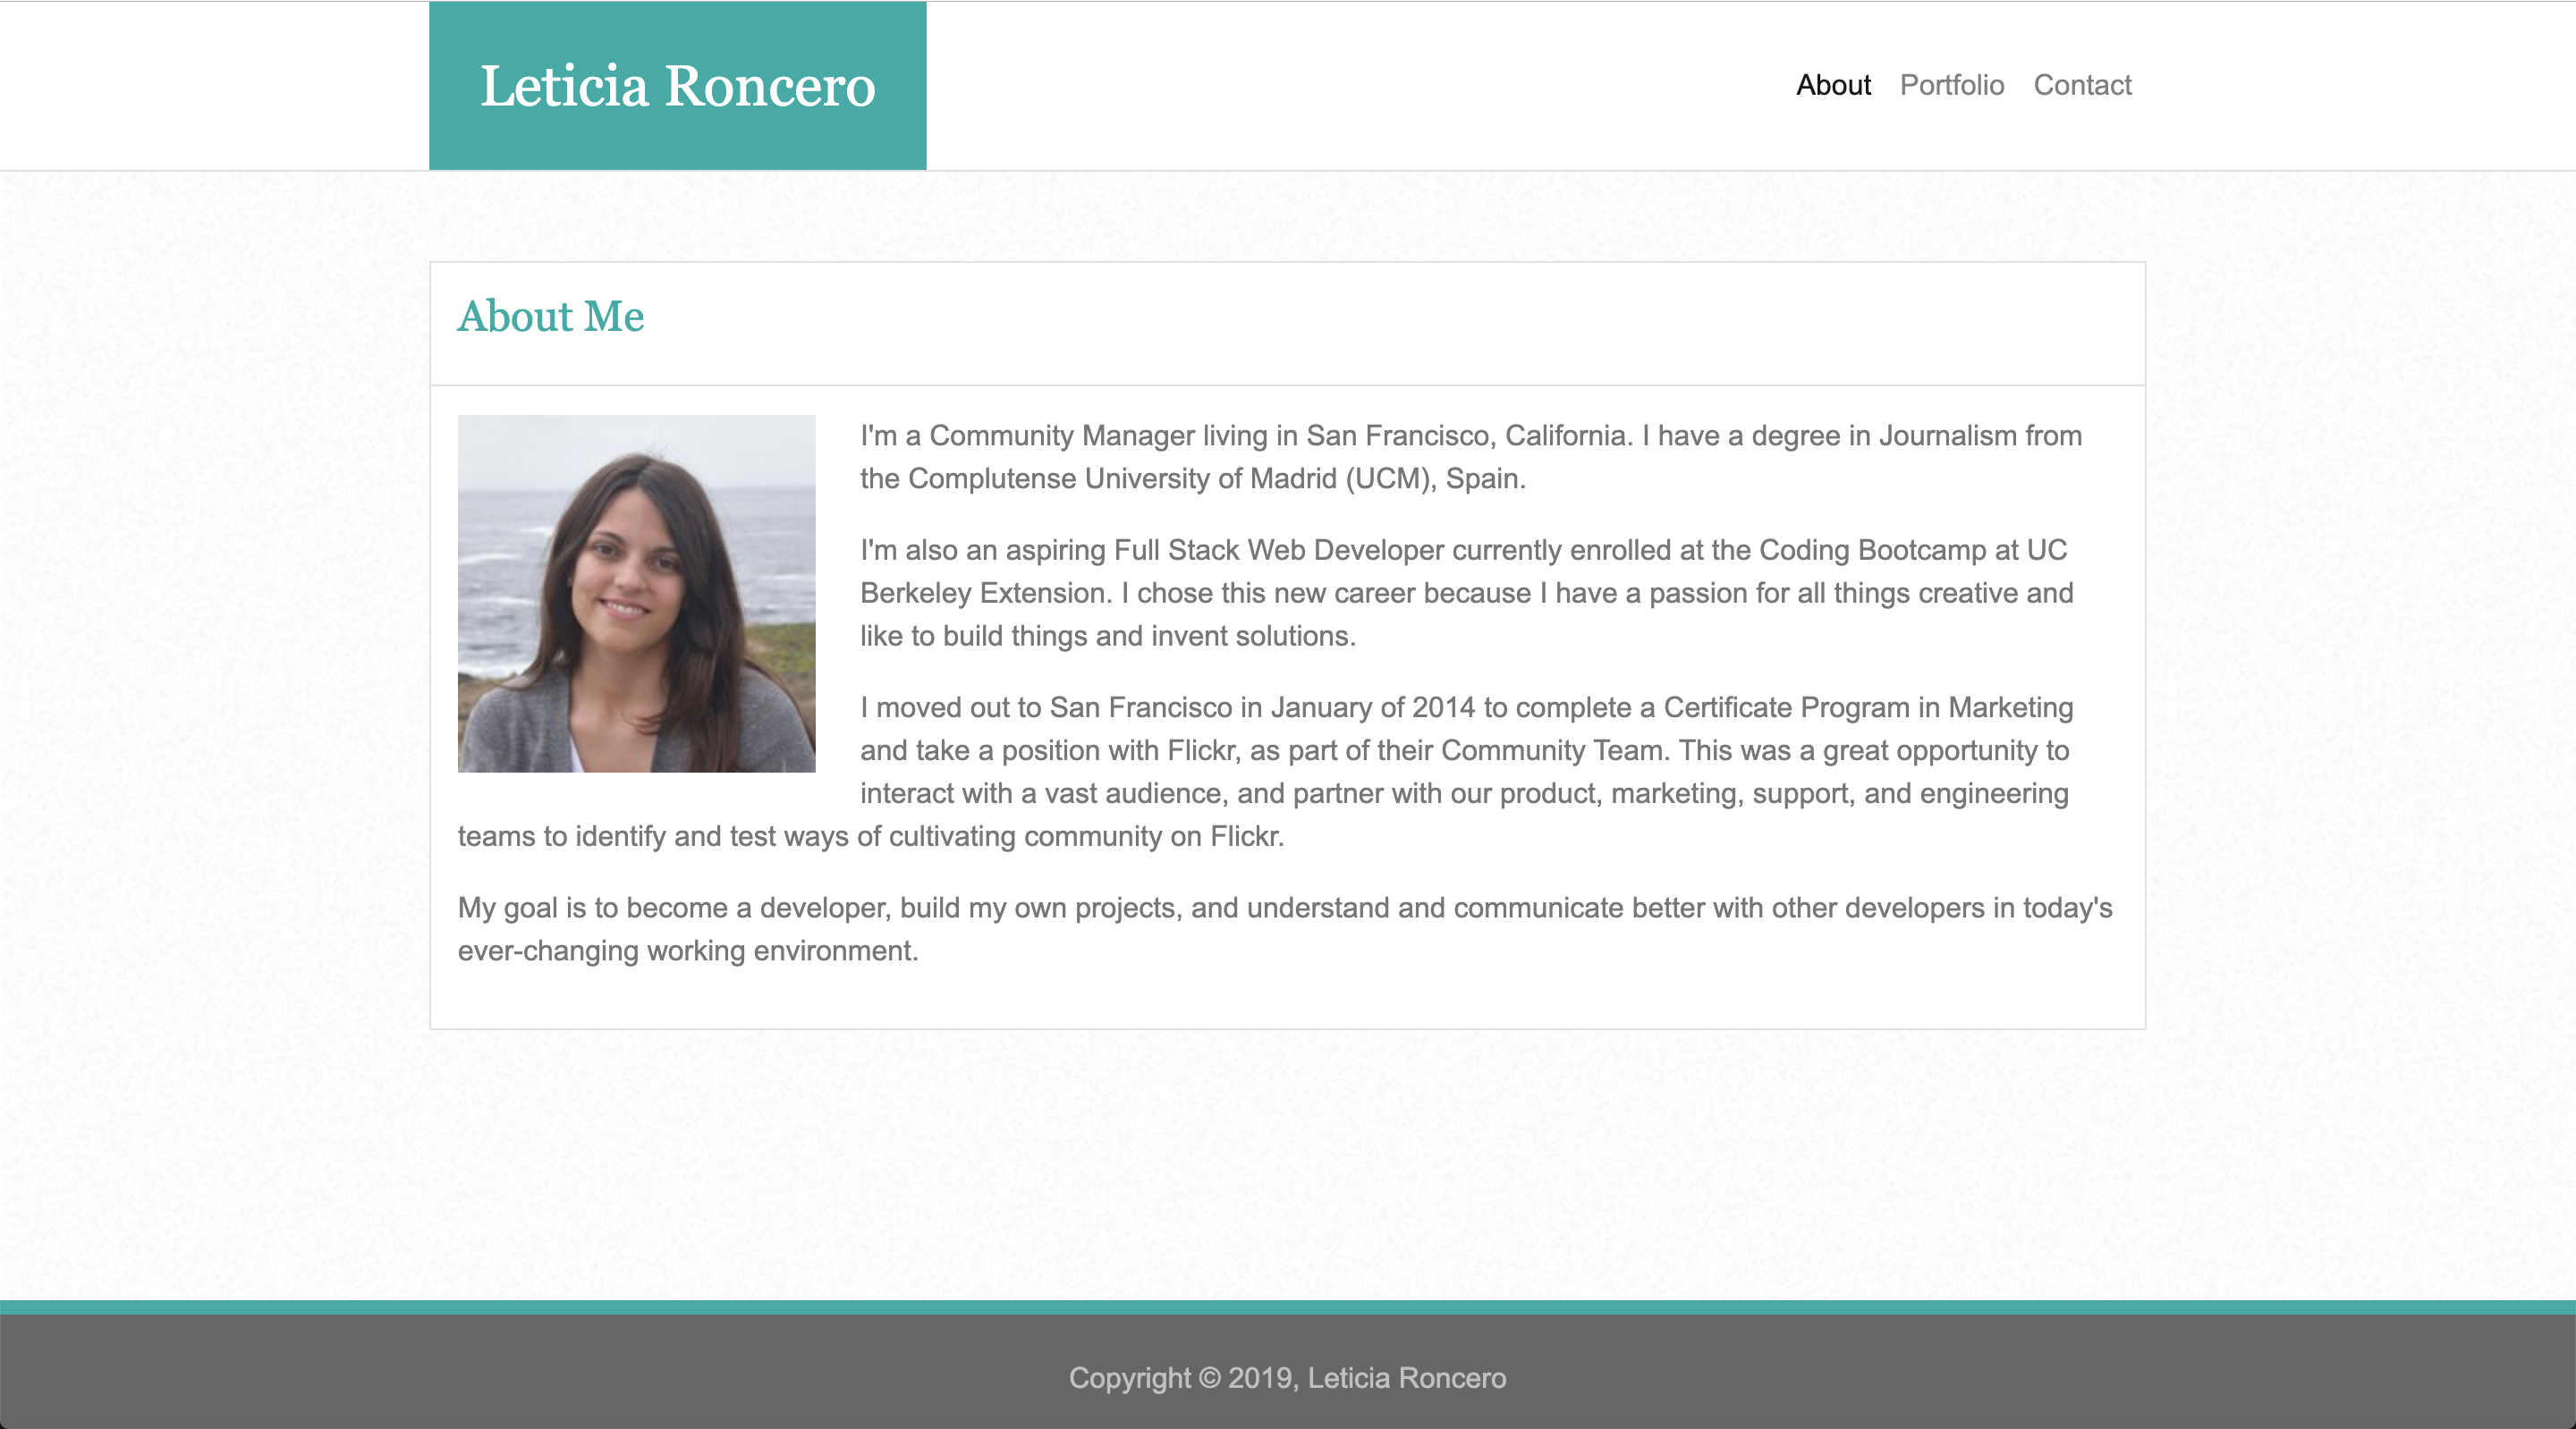 Leticia Roncero
About Portfolio Contact
About Me
I'm a Community Manager living in San Francisco, California. I have a degree in Journalism from
the Complutense University of Madrid (UCM), Spain.
I'm also an aspiring Full Stack Web Developer currently enrolled at the Coding Bootcamp at UC
Berkeley Extension. I chose this new career because I have a passion for all things creative and
like to build things and invent solutions.
I moved out to San Francisco in January of 2014 to complete a Certificate Program in Marketing
and take a position with Flickr, as part of their Community Team. This was a great opportunity to
interact with a vast audience, and partner with our product, marketing, support, and engineering
teams to identify and test ways of cultivating community on Flickr.
My goal is to become a developer, build my own projects, and understand and communicate better with other developers in today's
ever-changing working environment.
Copyright © 2019, Leticia Roncero